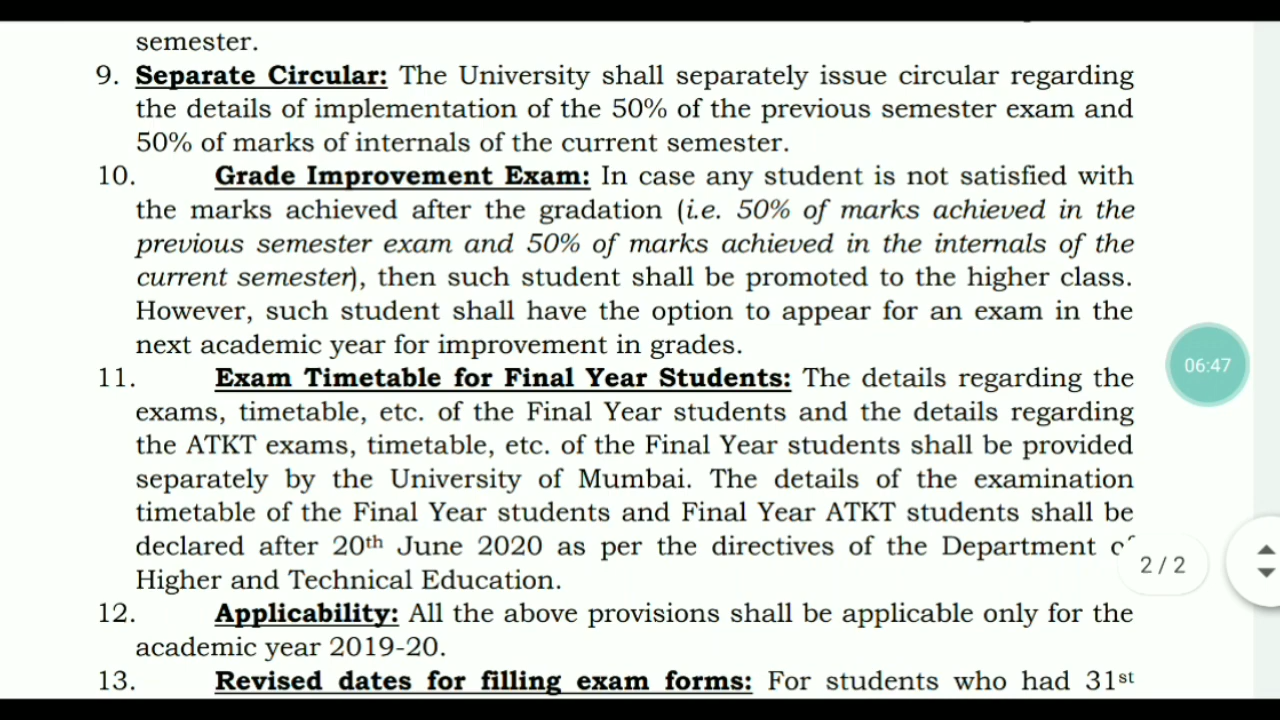 semester.
9. Separate Circular: The University shall separately issue circular regarding
the details of implementation of the 50% of the previous semester exam and
50% of marks of internals of the current semester.
10. Grade Improvement Exam: In case any student is not satisfied with
the marks achieved after the gradation (i.e. 50% of marks achieved in the
previous semester exam and 50% of marks achieved in the internals of the
current semester), then such student shall be promoted to the higher class.
However, such student shall have the option to appear for an exam in the
next academic year for improvement in grades.
11. Exam Timetable for Final Year Students: The details regarding the
exams, timetable, etc. of the Final Year students and the details regarding
the ATKT exams, timetable, etc. of the Final Year students shall be provided
separately by the University of Mumbai. The details of the examination
timetable of the Final Year students and Final Year ATKT students shall be
declared after 20th June 2020 as per the directives of the Department
Higher and Technical Education.
12. Applicability: All the above provisions shall be applicable only for the
academic year 2019-20.
13. Revised dates for filling exam forms: For students who had 31st
06:47
2 / 2